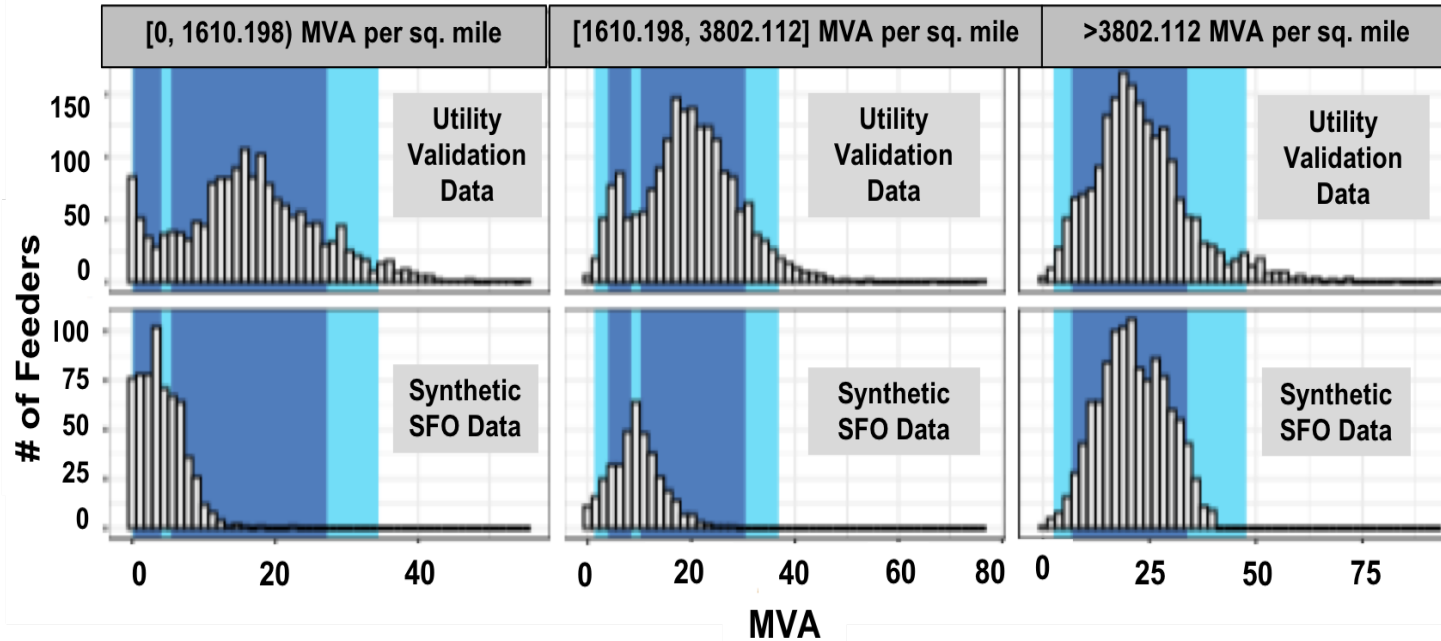 [0, 1610.198) MVA per sq. mile
[1610.198, 3802.112] MVA per sq. mile
>3802.112 MVA per sq. mile
# of Feeders
150
100
50
0
Utility
Validation
Data
Utility
Validation
Data
Utility
Validation
Data
100
75
50
25
0
Synthetic
SFO Data
Synthetic
SFO Data
Synthetic
SFO Data
0 20 40
0 20 40 60 80
0 25 50 75
MVA